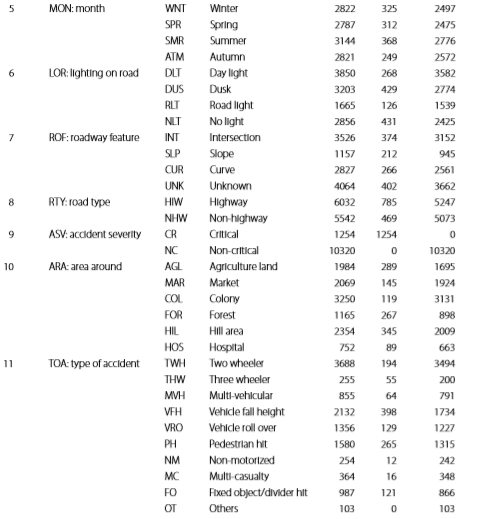 5 MON: month WNT Winter 2822 325 2497
SPR Spring 2787 312 2475
SMR Summer 3144 368 2776
ATM Autumn 2821 249 2572
6 LOR: lighting on road DLT Day light 3850 268 3582
DUS Dusk 3203 429 2774
RLT Road light 1665 126 1539
NLT No light 2856 431 2425
7 ROF: roadway feature INT Intersection 3526 374 3152
SLP Slope 1157 212 945
CUR Curve 2827 266 2561
UNK Unknown 4064 402 3662
8 RTY: road type HIW Highway 6032 785 5247
NHW Non-highway 5542 469 5073
9 ASV: accident severity CR Critical 1254 1254 0
NC Non-critical 10320 0 10320
10 ARA: area around AGL Agriculture land 1984 289 1695
MAR Market 2069 145 1924
COL Colony 3250 119 3131
FOR Forest 1165 267 898
HIL Hill area 2354 345 2009
HOS Hospital 752 89 663
11 TOA: type of accident TWH Two wheeler 3688 194 3494
THW Three wheeler 255 55 200
MVH Multi-vehicular 855 64 791
VFH Vehicle fall height 2132 398 1734
VRO Vehicle roll over 1356 129 1227
PH Pedestrian hit 1580 265 1315
NM Non-motorized 254 12 242
MC Multi-casualty 364 16 348
FO Fixed object/divider hit 987 121 866
OT Others 103 0 103